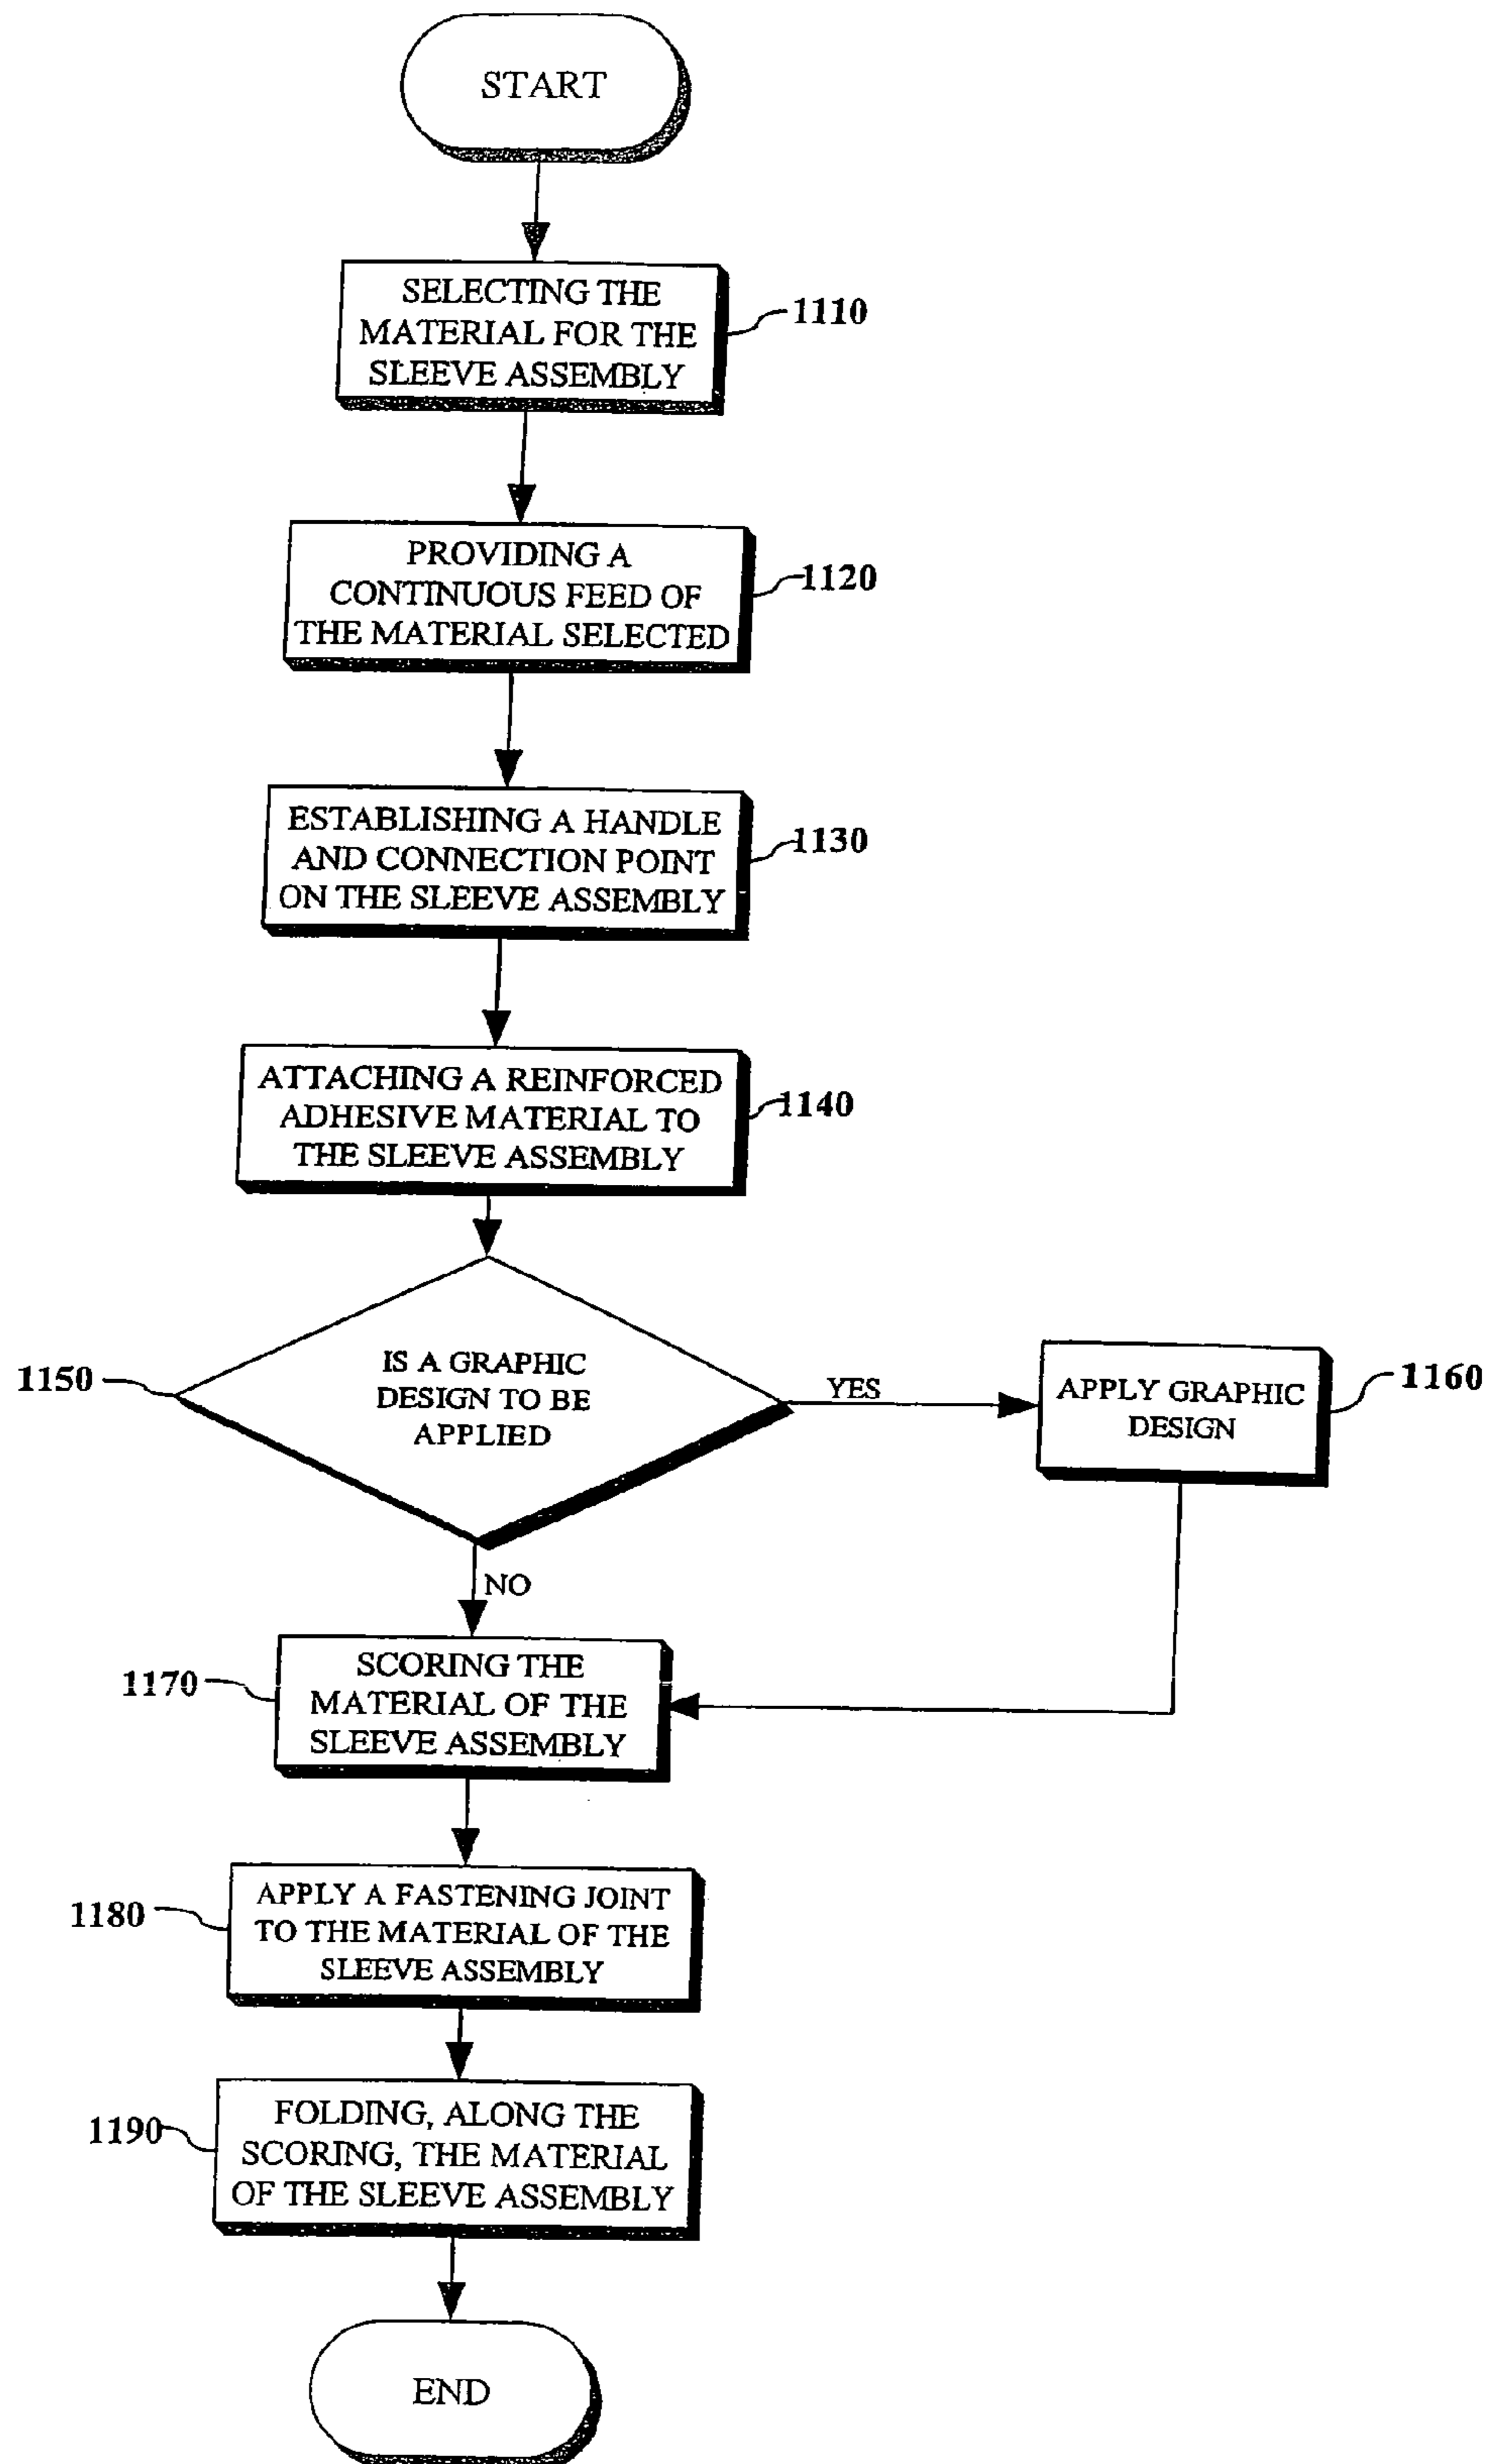 START
SELECTING THE
MATERIAL FOR THE
SLEEVE ASSEMBLY
1110
PROVIDING A
CONTINUOUS FEED OF
THE MATERIAL SELECTED
1120
ESTABLISHING A HANDLE
AND CONNECTION POINT
ON THE SLEEVE ASSEMBLY
1130
ATTACHING A REINFORCED
ADHESIVE MATERIAL TO
THE SLEEVE ASSEMBLY
1140
1150
IS A GRAPHIC
DESIGN TO BE
APPLIED
YES
APPLY GRAPHIC
DESIGN
1160
NO
1170
SCORING THE
MATERIAL OF THE
SLEEVE ASSEMBLY
1180
APPLY A FASTENING JOINT
TO THE MATERIAL OF THE
SLEEVE ASSEMBLY
1190
FOLDING, ALONG THE
SCORING, THE MATERIAL
OF THE SLEEVE ASSEMBLY
END